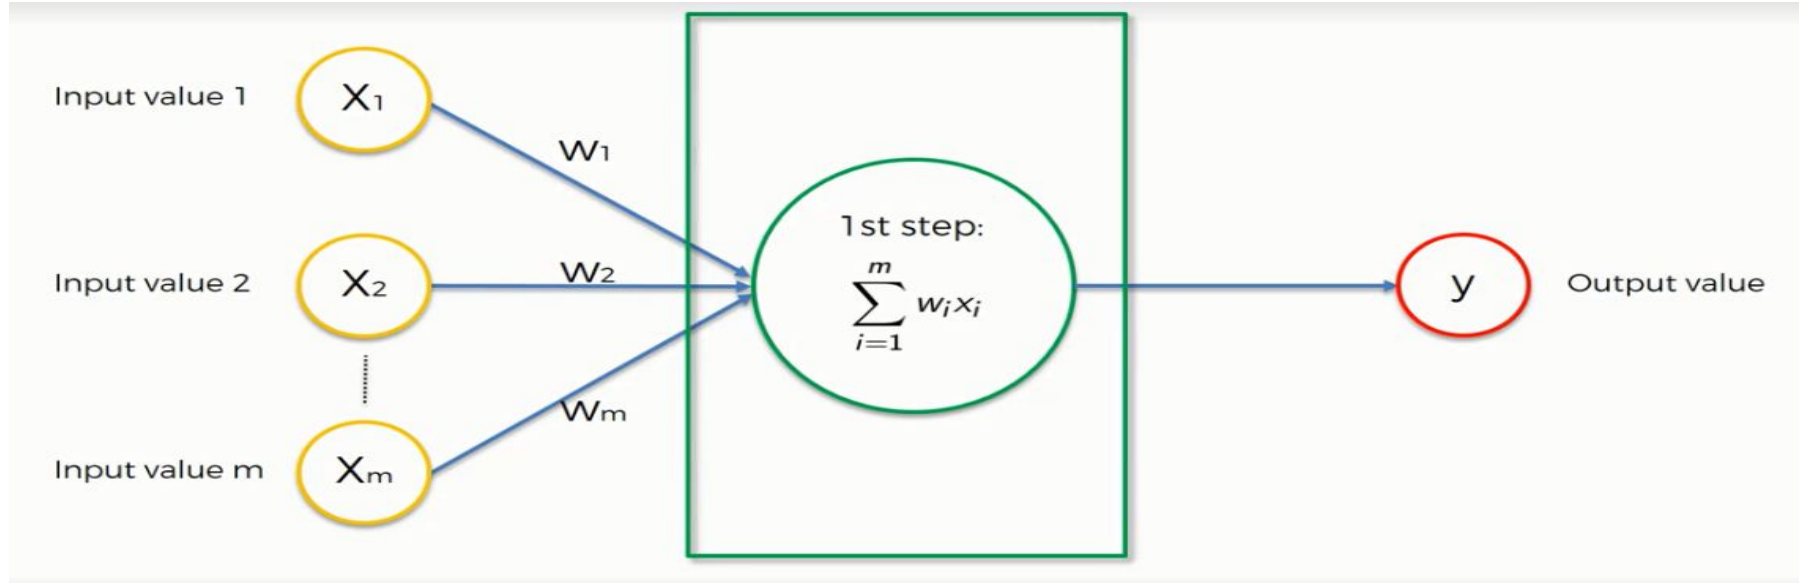 Input value 1
X₁
W₁
1st step:
m
∑ wᵢxᵢ
i=1
Input value 2
X₂
W₂
y
Output value
Wₘ
Input value m
Xₘ